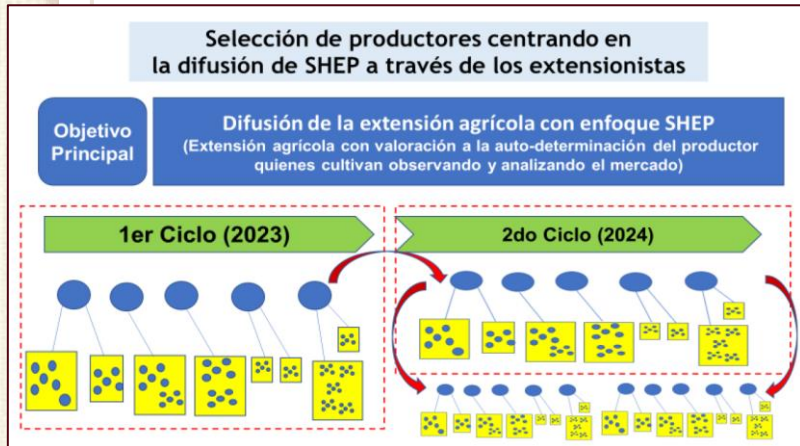 Selección de productores centrando en
la difusión de SHEP a través de los extensionistas
Objetivo
Principal
Difusión de la extensión agrícola con enfoque SHEP
(Extensión agrícola con valoración a la auto-determinación del productor
quienes cultivan observando y analizando el mercado)
1er Ciclo (2023)
2do Ciclo (2024)